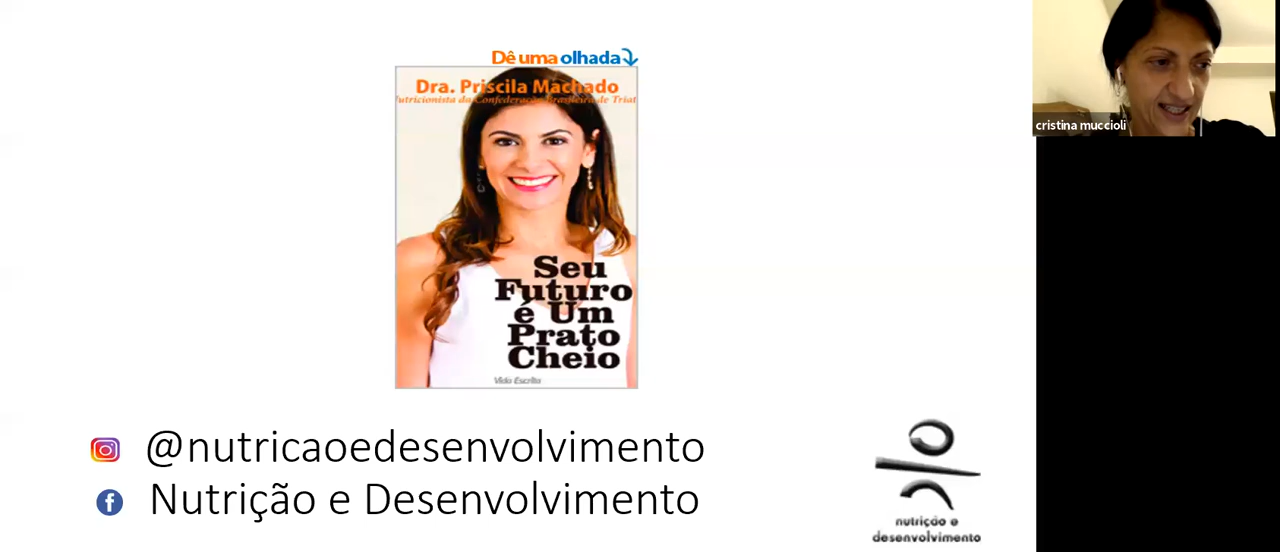 Dê uma olhada
Dra. Priscila Machado
Nutricionista da Confederação Brasileira de Triat
Seu
Futuro
é Um
Prato
Cheio
Vida Escrita
@nutricaoedesenvolvimento
Nutrição e Desenvolvimento
nutrição e
desenvolvimento
cristina muccioli